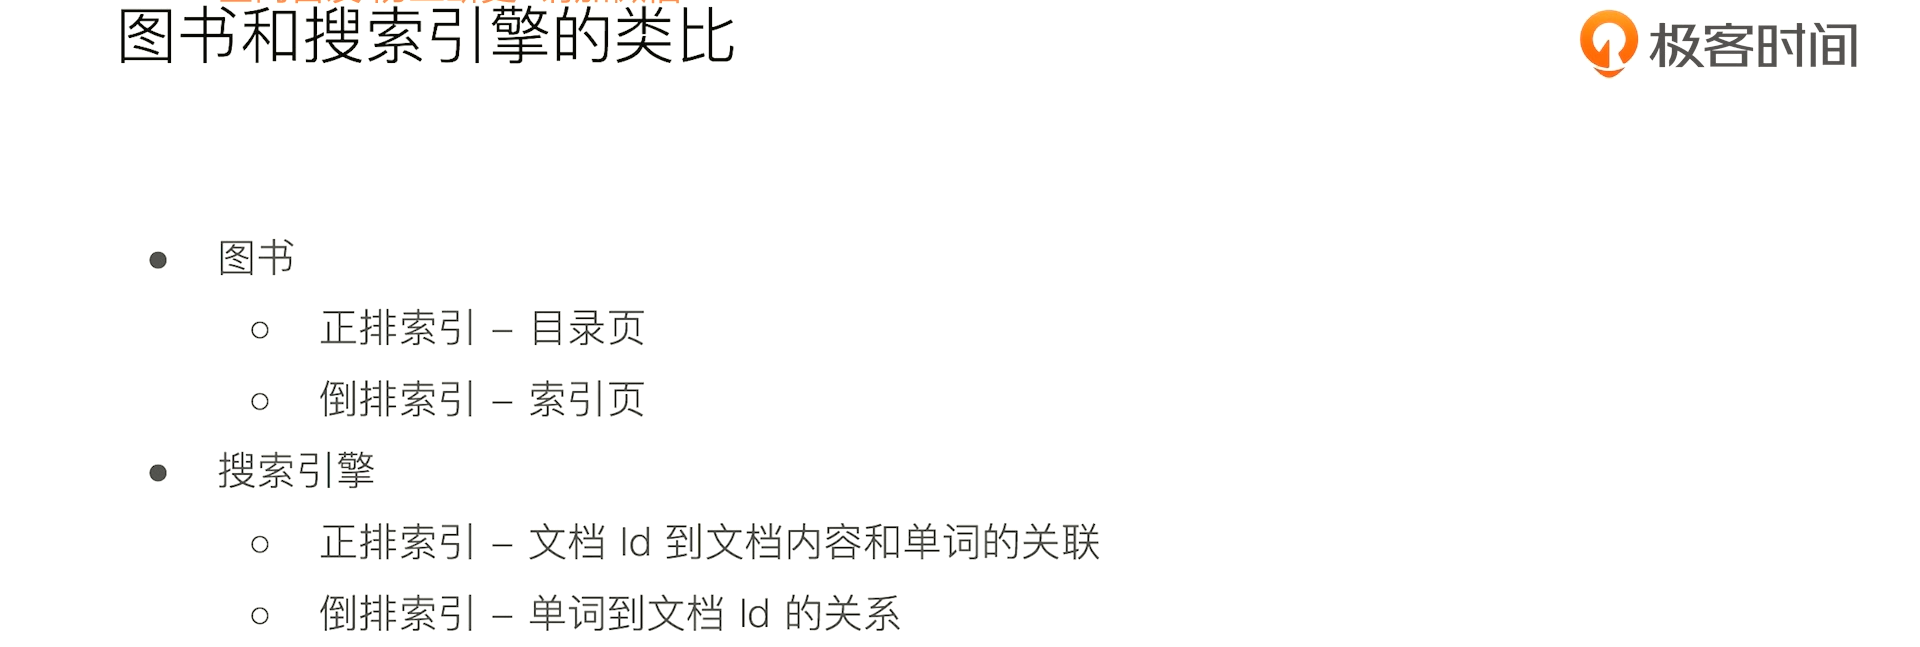 图书和搜索引擎的类比
极客时间
图书
正排索引 – 目录页
倒排索引 – 索引页
搜索引擎
正排索引 – 文档 Id 到文档内容和单词的关联
倒排索引 – 单词到文档 Id 的关系